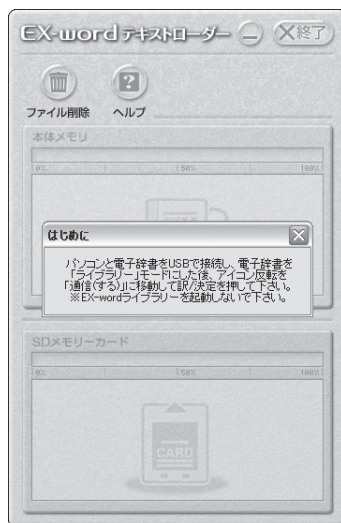 EX-word テキストローダー
×終了
ファイル削除 ヘルプ
本体メモリ
0% 50% 100%
はじめに
パソコンと電子辞書をUSBで接続し、電子辞書を
「ライブラリー」モードにした後、アイコン反転を
「通信(する)」に移動して訳/決定を押して下さい。
※EX-wordライブラリーを起動しないで下さい。
SDメモリーカード
0% 50% 100%
CARD